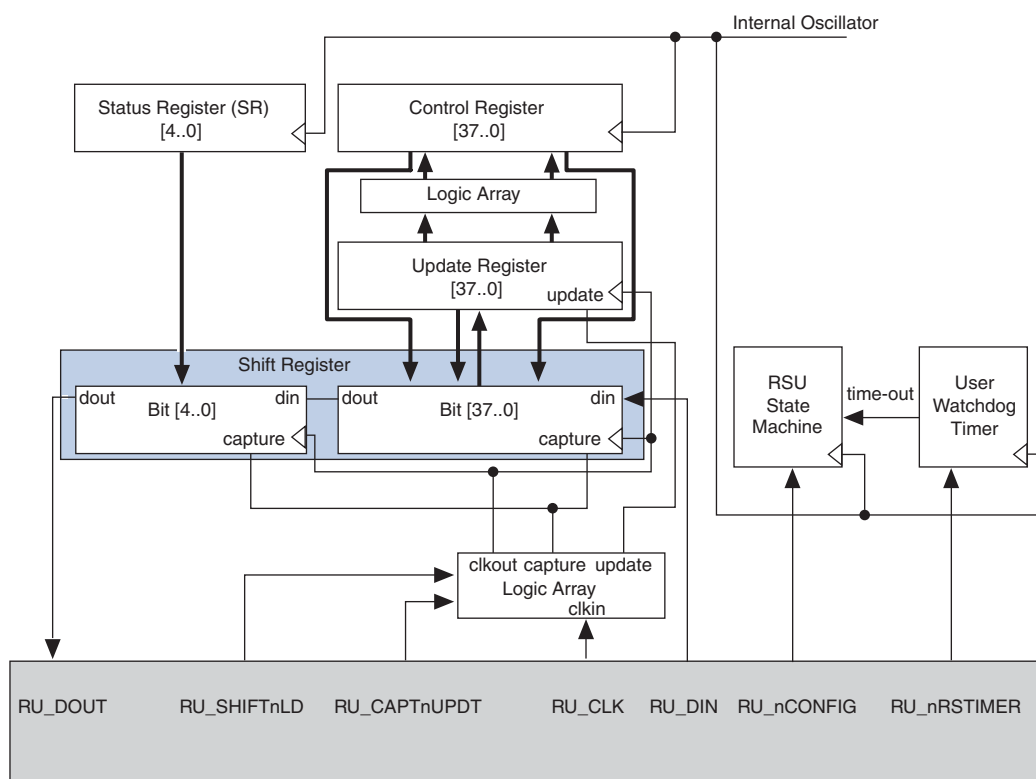 Internal Oscillator
Status Register (SR)
[4..0]
Control Register
[37..0]
Logic Array
Update Register
[37..0]
update
Shift Register
dout
Bit [4..0]
din
capture
dout
Bit [37..0]
din
capture
RSU
State
Machine
time-out
User
Watchdog
Timer
clkout capture update
Logic Array
clkin
RU_DOUT
RU_SHIFTnLD
RU_CAPTnUPDT
RU_CLK
RU_DIN
RU_nCONFIG
RU_nRSTIMER